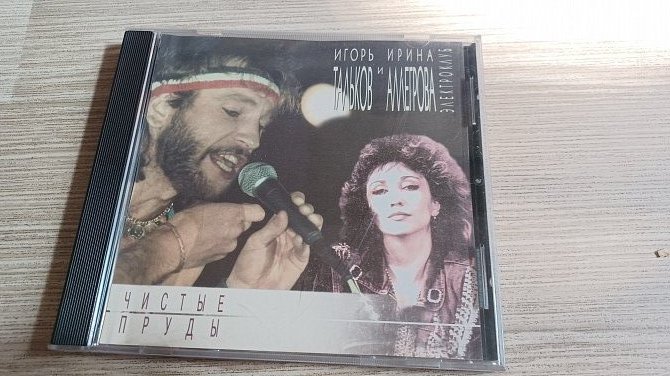 ИГОРЬ ИРИНА
ТАЛЬКОВ И АЛЛЕГРОВА
ЭЛЕКТРОКЛУБ
ЧИСТЫЕ
ПРУДЫ